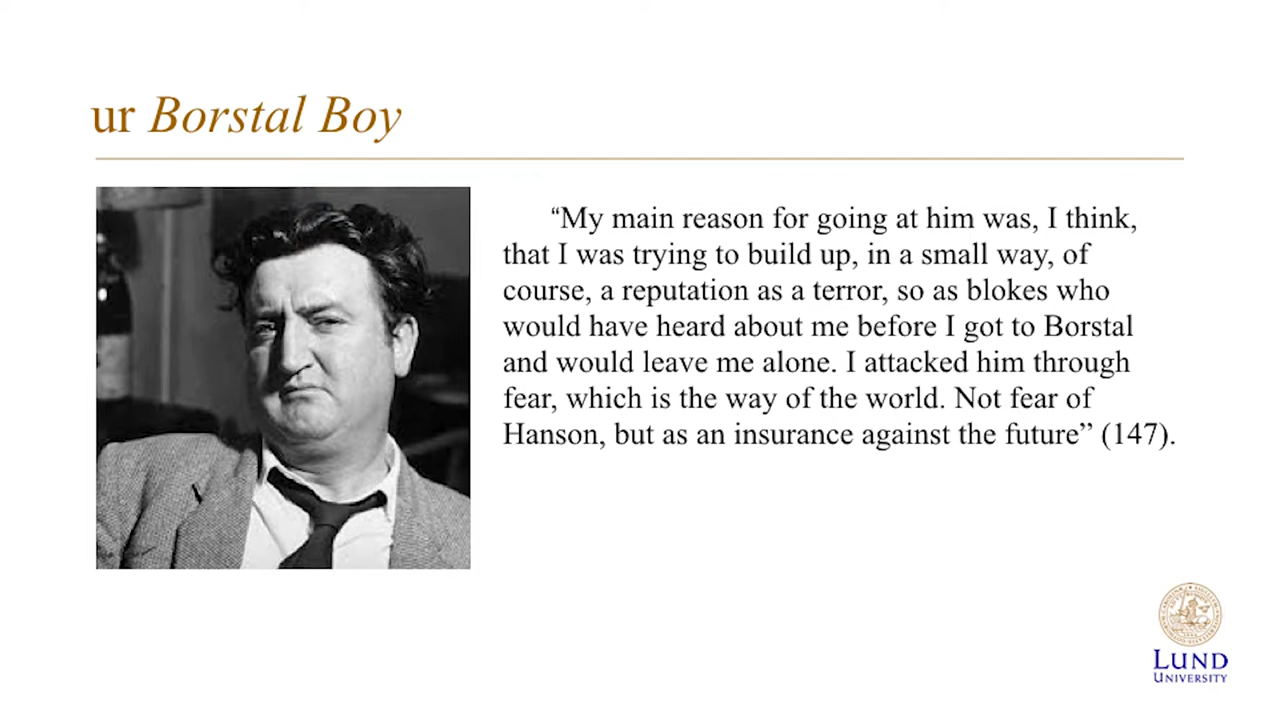 ur Borstal Boy
“My main reason for going at him was, I think,
that I was trying to build up, in a small way, of
course, a reputation as a terror, so as blokes who
would have heard about me before I got to Borstal
and would leave me alone. I attacked him through
fear, which is the way of the world. Not fear of
Hanson, but as an insurance against the future” (147).
LUND
UNIVERSITY